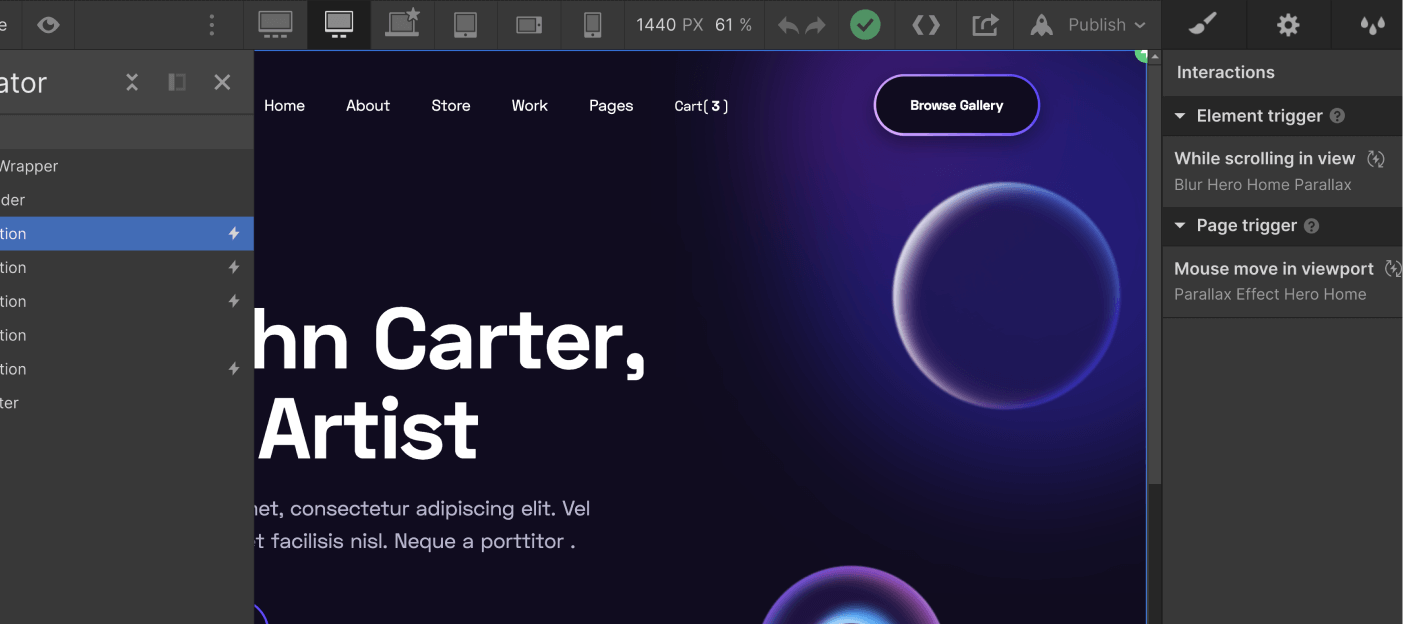 e
1440 PX 61 %
Publish
ator
Wrapper
der
tion
tion
tion
tion
tion
ter
Home About Store Work Pages Cart( 3 )
Browse Gallery
hn Carter,
Artist
net, consectetur adipiscing elit. Vel
t facilisis nisl. Neque a porttitor .
Interactions
Element trigger ?
While scrolling in view
Blur Hero Home Parallax
Page trigger ?
Mouse move in viewport
Parallax Effect Hero Home